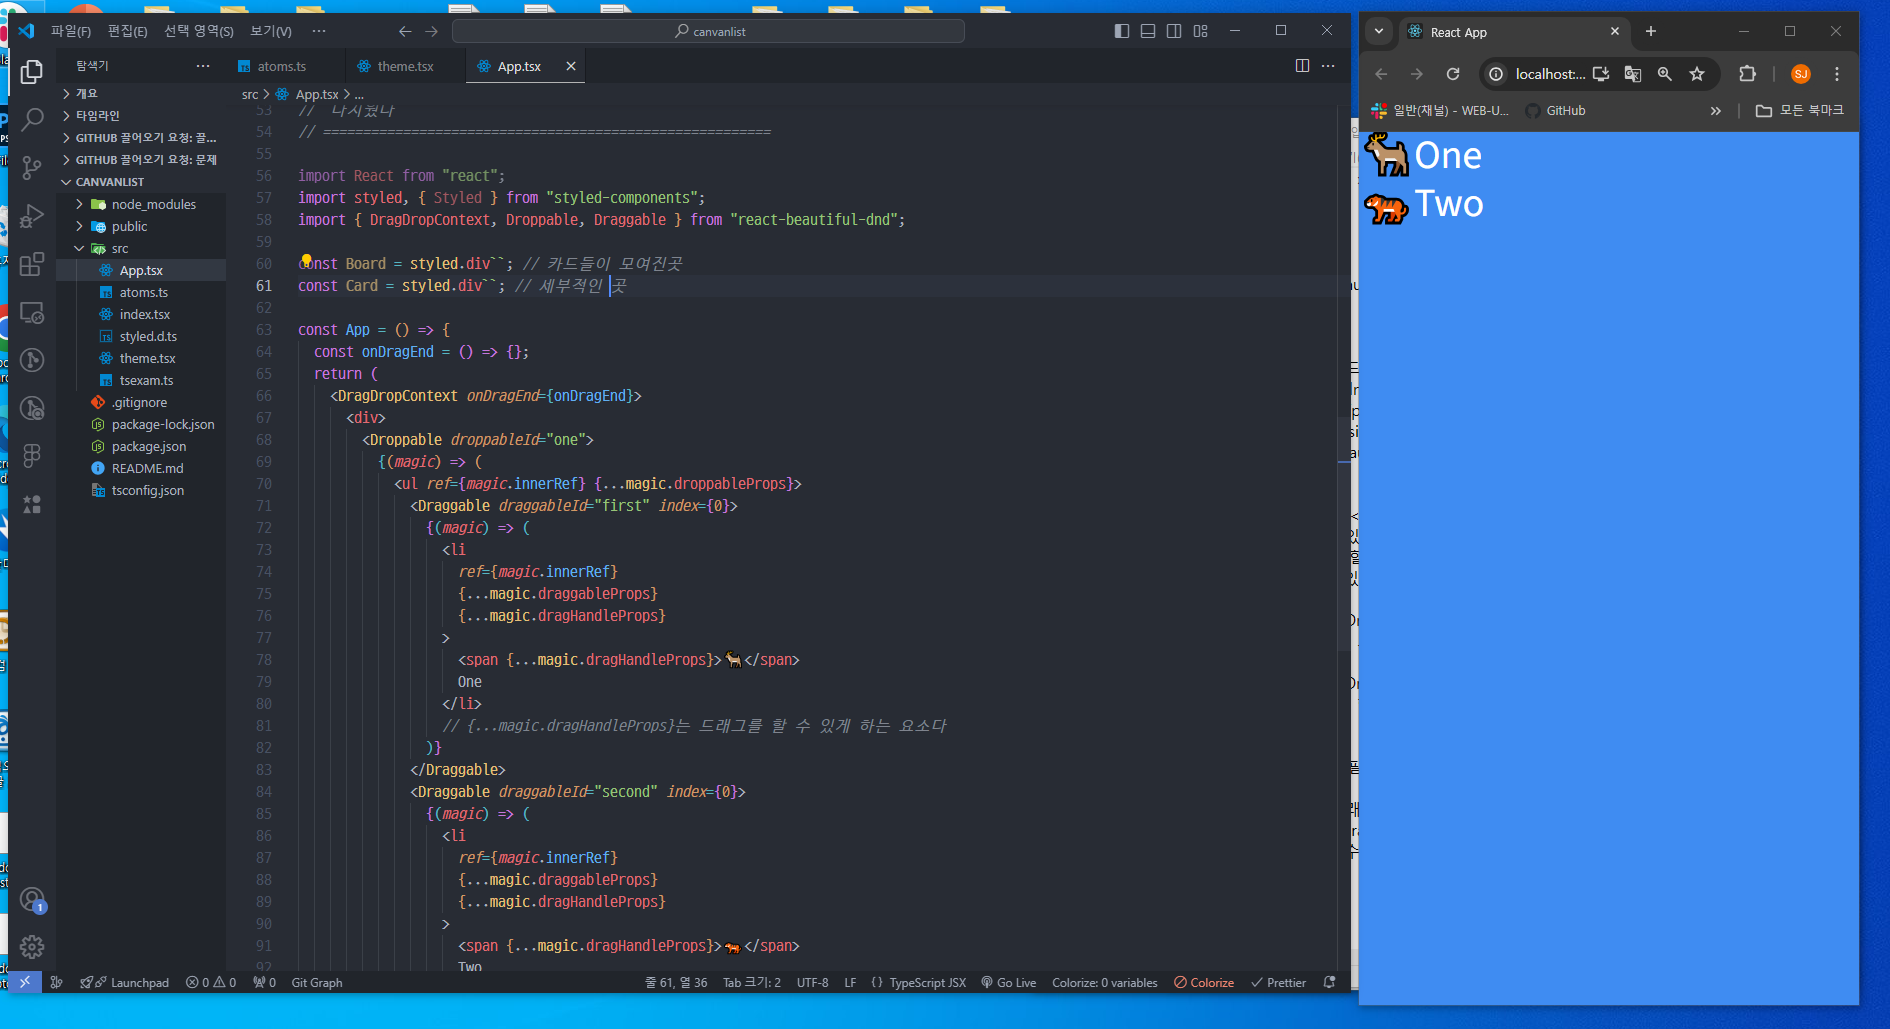 파일(F) 편집(E) 선택 영역(S) 보기(V) ···
canvanlist
탐색기
atoms.ts
theme.tsx
App.tsx
개요
타임라인
GITHUB 끌어오기 요청: 끌...
GITHUB 끌어오기 요청: 문제
CANVANLIST
node_modules
public
src
App.tsx
atoms.ts
index.tsx
styled.d.ts
theme.tsx
tsexam.ts
.gitignore
package-lock.json
package.json
README.md
tsconfig.json
src > App.tsx > ...
54 // ========================================================
55
56 import React from "react";
57 import styled, { Styled } from "styled-components";
58 import { DragDropContext, Droppable, Draggable } from "react-beautiful-dnd";
59
60 const Board = styled.div``; // 카드들이 모여진곳
61 const Card = styled.div``; // 세부적인 곳
62
63 const App = () => {
64 const onDragEnd = () => {};
65 return (
66 <DragDropContext onDragEnd={onDragEnd}>
67 <div>
68 <Droppable droppableId="one">
69 {(magic) => (
70 <ul ref={magic.innerRef} {...magic.droppableProps}>
71 <Draggable draggableId="first" index={0}>
72 {(magic) => (
73 <li
74 ref={magic.innerRef}
75 {...magic.draggableProps}
76 {...magic.dragHandleProps}
77 >
78 <span {...magic.dragHandleProps}>🦌</span>
79 One
80 </li>
81 // {...magic.dragHandleProps}는 드래그를 할 수 있게 하는 요소다
82 )}
83 </Draggable>
84 <Draggable draggableId="second" index={0}>
85 {(magic) => (
86 <li
87 ref={magic.innerRef}
88 {...magic.draggableProps}
89 {...magic.dragHandleProps}
90 >
91 <span {...magic.dragHandleProps}>🐅</span>
92 Two
1
Launchpad 0 0 0 Git Graph 줄 61, 열 36 Tab 크기: 2 UTF-8 LF {} TypeScript JSX Go Live Colorize: 0 variables Colorize Prettier
React App
localhost:...
SJ
일반(채널) - WEB-U... GitHub » 모든 북마크
One
Two